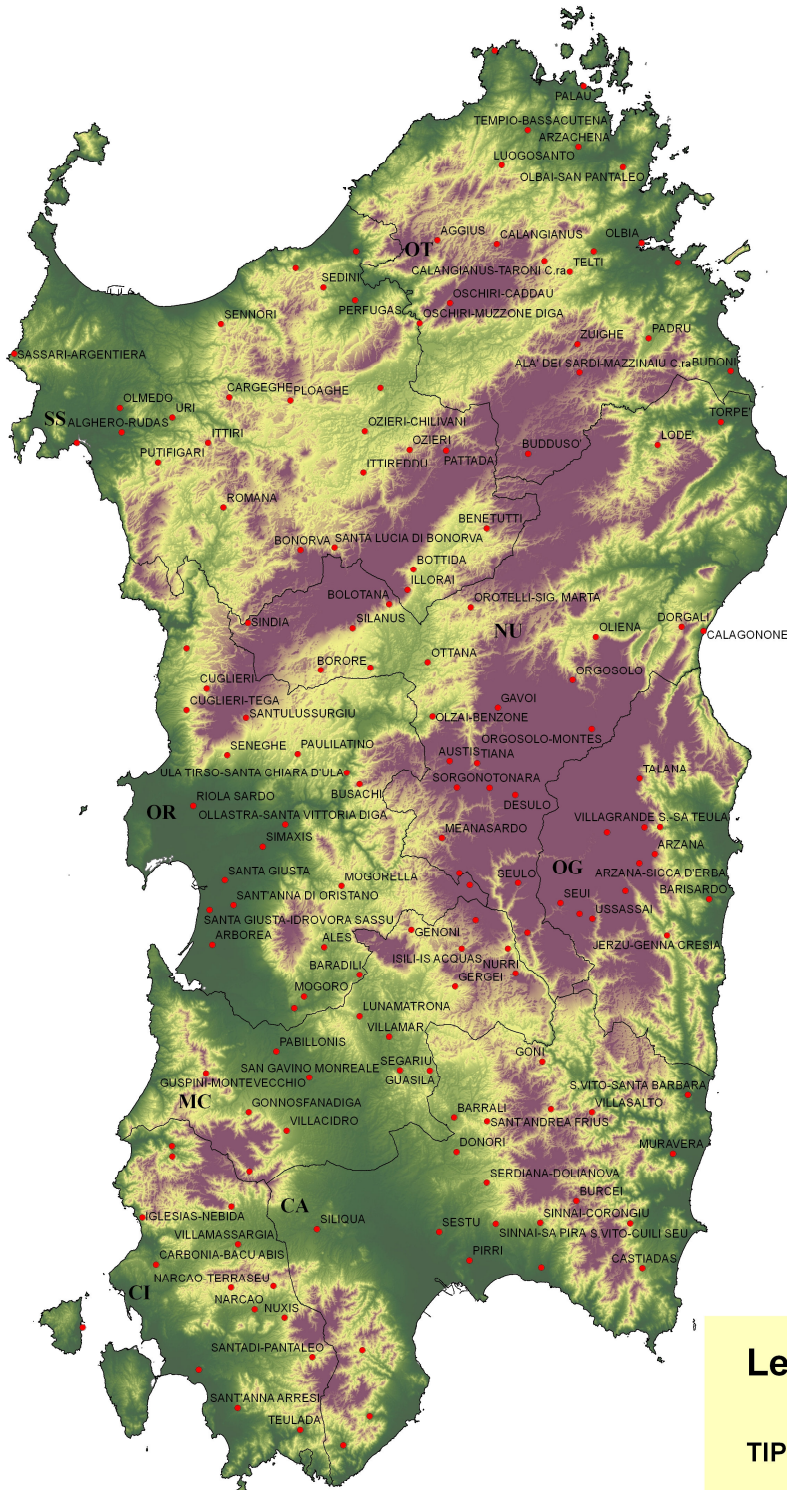 PALAU
TEMPIO-BASSACUTENA
ARZACHENA
LUOGOSANTO
OLBAI-SAN PANTALEO
AGGIUS
CALANGIANUS
OLBIA
OT
CALANGIANUS-TARONI C.ra
TELTI
SEDINI
PERFUGAS
OSCHIRI-CADDAU
OSCHIRI-MUZZONE DIGA
SENNORI
ZUIGHE
PADRU
SASSARI-ARGENTIERA
ALA' DEI SARDI-MAZZINAIU C.ra
BUDONI
CARGEGHE
PLOAGHE
OLMEDO
URI
SS
ALGHERO-RUDAS
TORPE'
OZIERI-CHILIVANI
ITTIRI
OZIERI
PATTADA
BUDDUSO'
LODE'
PUTIFIGARI
ITTIREDDU
ROMANA
BENETUTTI
BONORVA
SANTA LUCIA DI BONORVA
BOTTIDA
ILLORAI
BOLOTANA
OROTELLI-SIG. MARTA
SINDIA
SILANUS
NU
OLIENA
DORGALI
CALAGONONE
OTTANA
BORORE
ORGOSOLO
CUGLIERI
CUGLIERI-TEGA
SANTULUSSURGIU
GAVOI
OLZAI-BENZONE
ORGOSOLO-MONTES
SENEGHE
PAULILATINO
AUSTIS
TIANA
ULA TIRSO-SANTA CHIARA D'ULA
SORGONO
TONARA
TALANA
BUSACHI
DESULO
RIOLA SARDO
OR
OLLASTRA-SANTA VITTORIA DIGA
VILLAGRANDE S.-SA TEULA
SIMAXIS
MEANASARDO
ARZANA
OG
ARZANA-SICCA D'ERBA
SANTA GIUSTA
MOGORELLA
SEULO
BARISARDO
SANT'ANNA DI ORISTANO
SEUI
SANTA GIUSTA-IDROVORA SASSU
USSASSAI
ARBOREA
ALES
GENONI
JERZU-GENNA CRESIA
ISILI-IS ACQUAS
NURRI
BARADILI
GERGEI
MOGORO
LUNAMATRONA
VILLAMAR
PABILLONIS
GONI
SAN GAVINO MONREALE
SEGARIU
GUASILA
GUSPINI-MONTEVECCHIO
S.VITO-SANTA BARBARA
MC
GONNOSFANADIGA
BARRALI
VILLASALTO
SANT'ANDREA FRIUS
VILLACIDRO
DONORI
MURAVERA
SERDIANA-DOLIANOVA
BURCEI
CA
IGLESIAS-NEBIDA
SILIQUA
SESTU
SINNAI-CORONGIU
SINNAI-SA PIRA
S.VITO-CUILI SEU
VILLAMASSARGIA
CARBONIA-BACU ABIS
PIRRI
CASTIADAS
NARCAO-TERRASEU
CI
NARCAO
NUXIS
SANTADI-PANTALEO
SANT'ANNA ARRESI
TEULADA
Le
TIP